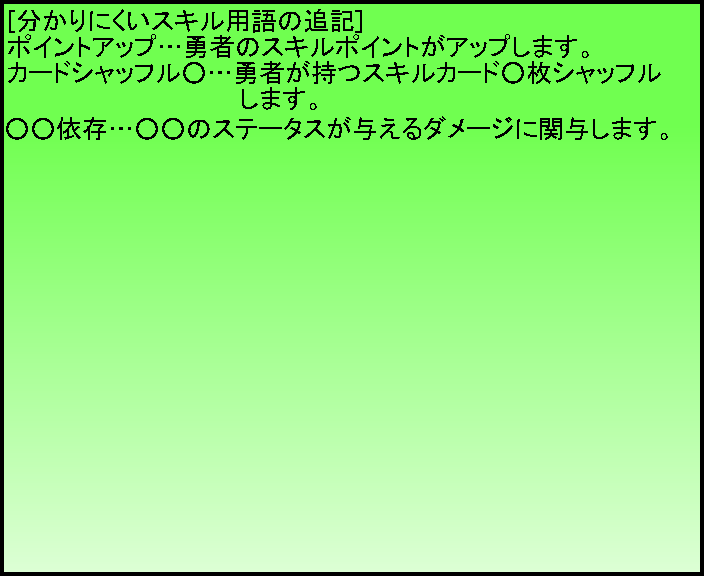 [分かりにくいスキル用語の追記]
ポイントアップ…勇者のスキルポイントがアップします。
カードシャッフル〇…勇者が持つスキルカード〇枚シャッフル
します。
〇〇依存…〇〇のステータスが与えるダメージに関与します。